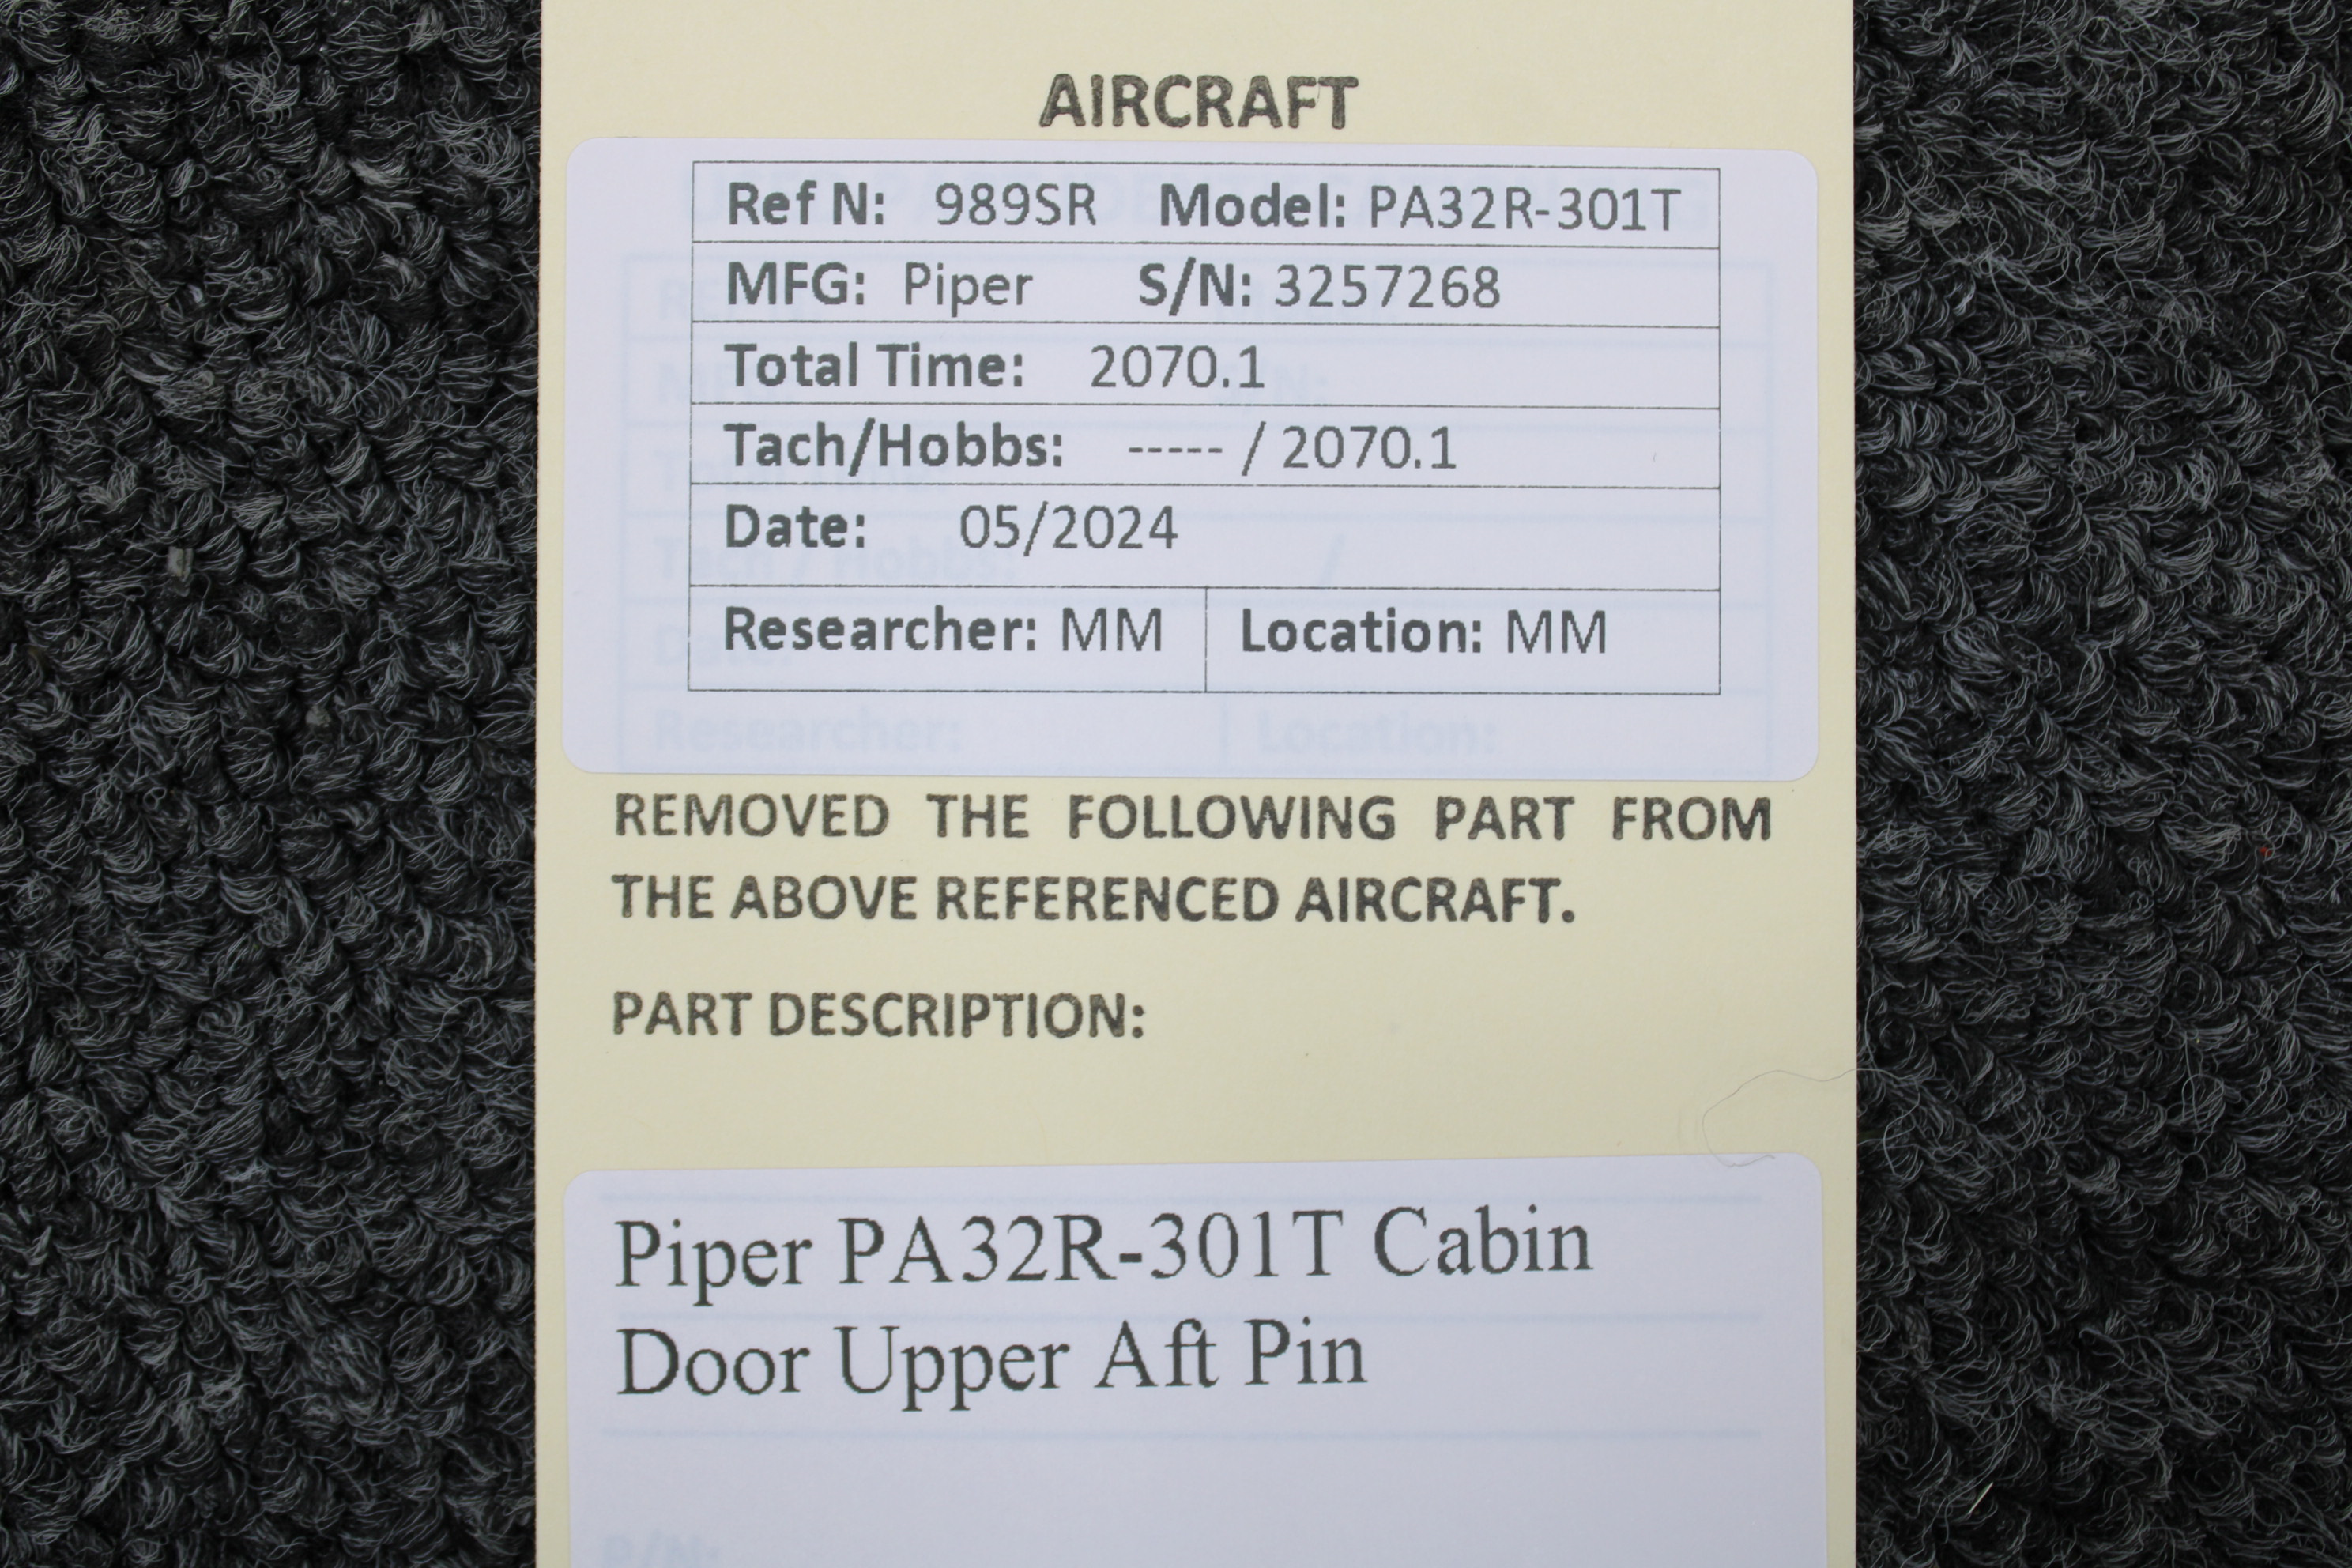 AIRCRAFT
Ref N: 989SR Model: PA32R-301T
MFG: Piper S/N: 3257268
Total Time: 2070.1
Tach/Hobbs: ----- / 2070.1
Date: 05/2024
Researcher: MM Location: MM
REMOVED THE FOLLOWING PART FROM
THE ABOVE REFERENCED AIRCRAFT.
PART DESCRIPTION:
Piper PA32R-301T Cabin
Door Upper Aft Pin
P/N: